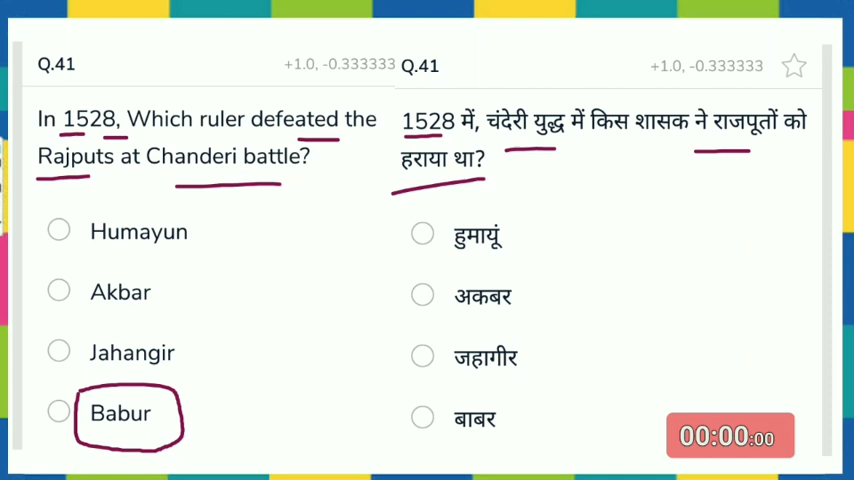 Q.41
+1.0, -0.333333
In 1528, Which ruler defeated the
Rajputs at Chanderi battle?
Humayun
Akbar
Jahangir
Babur
Q.41
+1.0, -0.333333
1528 में, चंदेरी युद्ध में किस शासक ने राजपूतों को
हराया था?
हुमायूं
अकबर
जहागीर
बाबर
00:00:00